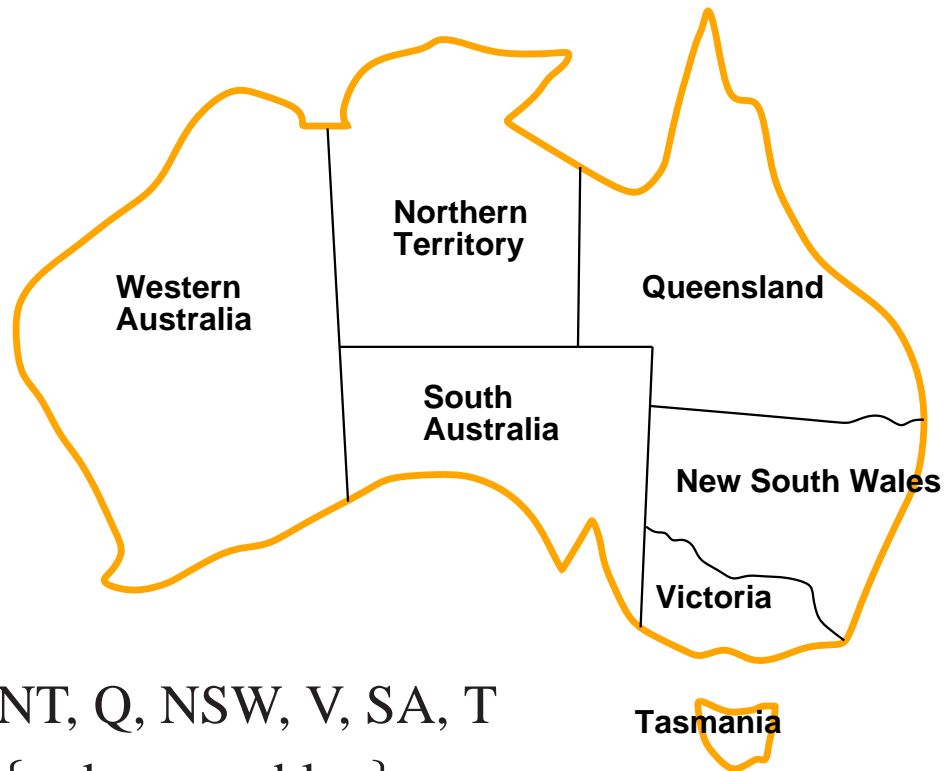 Northern
Territory
Western
Australia
Queensland
South
Australia
New South Wales
Victoria
NT, Q, NSW, V, SA, T
Tasmania